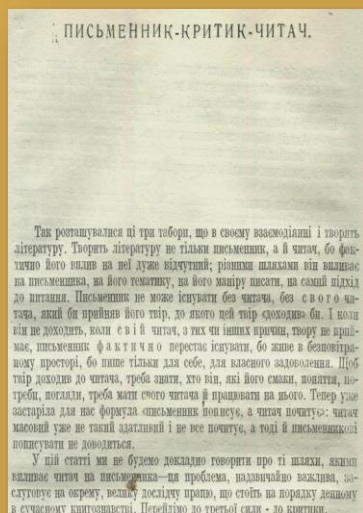 ПИСЬМЕННИК-КРИТИК-ЧИТАЧ.
Так розташувалися ці три табори, що в своєму взаємодіянні і творять
літературу. Творить літературу не тільки письменник, а й читач, бо фак-
тично його вплив на неї дуже відчутний; різними шляхами він впливає
на письменника, на його тематику, на його маніру писати, на самий підхід
до питання. Письменник не може існувати без читача, без свого чи-
тача, який би прийняв його твір, до якого цей твір «доходив» би. І коли
він не доходить, коли свій читач, з тих чи інших причин, твору не прий-
має, письменник фактично перестає існувати, бо живе в безповітря-
ному просторі, бо пише тільки для себе, для власного задоволення. Щоб
твір доходив до читача, треба знати, хто він, які його смаки, поняття, по-
треби, погляди, треба мати свого читача й працювати на нього. Тепер уже
застаріла для нас формула «письменник пописує, а читач почитує»: читач
масовий уже не такий здатливий і не все почитує, а тоді й письменникові
пописувати не доводиться.
У цій статті ми не будемо докладно говорити про ті шляхи, якими
впливає читач на письменника—ця проблема, надзвичайно важлива, за-
слуговує на окрему, велику дослідчу працю, що стоїть на порядку денному
в сучасному книгознавстві. Перейдімо до третьої сили - до критики.